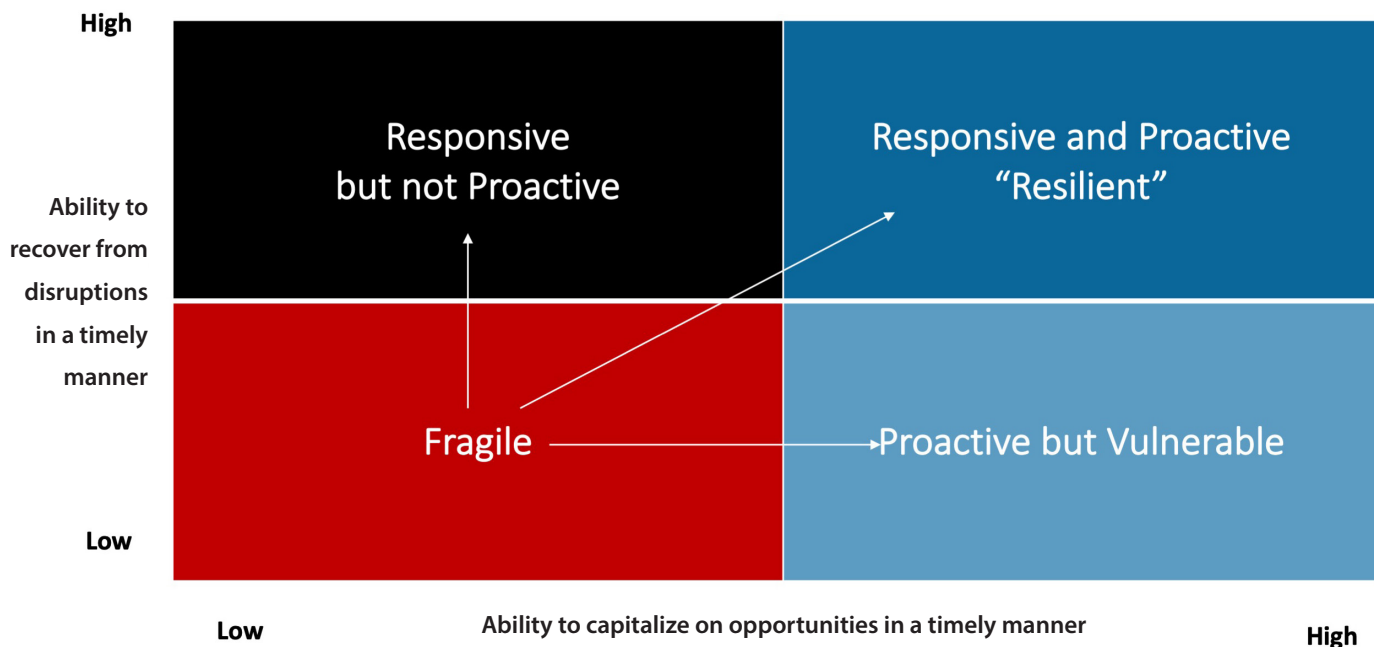 High
Responsive
but not Proactive
Responsive and Proactive
“Resilient”
Ability to
recover from
disruptions
in a timely
manner
Fragile
Proactive but Vulnerable
Low
Low
Ability to capitalize on opportunities in a timely manner
High